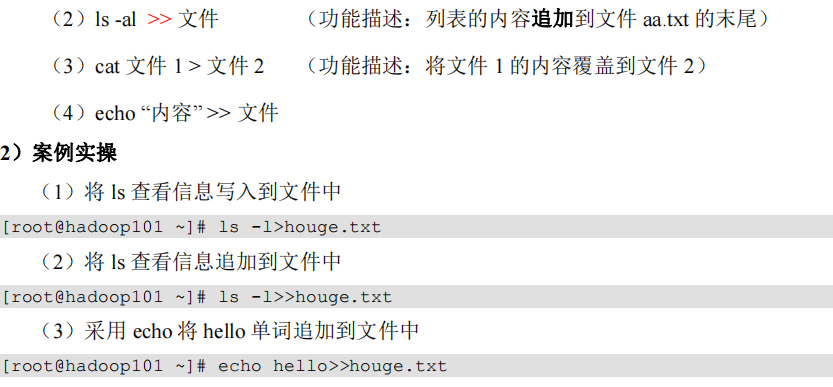 （2）ls -al >> 文件 （功能描述：列表的内容追加到文件 aa.txt 的末尾）
（3）cat 文件 1 > 文件 2 （功能描述：将文件 1 的内容覆盖到文件 2）
（4）echo “内容” >> 文件
2）案例实操
（1）将 ls 查看信息写入到文件中
[root@hadoop101 ~]# ls -l>houge.txt
（2）将 ls 查看信息追加到文件中
[root@hadoop101 ~]# ls -l>>houge.txt
（3）采用 echo 将 hello 单词追加到文件中
[root@hadoop101 ~]# echo hello>>houge.txt